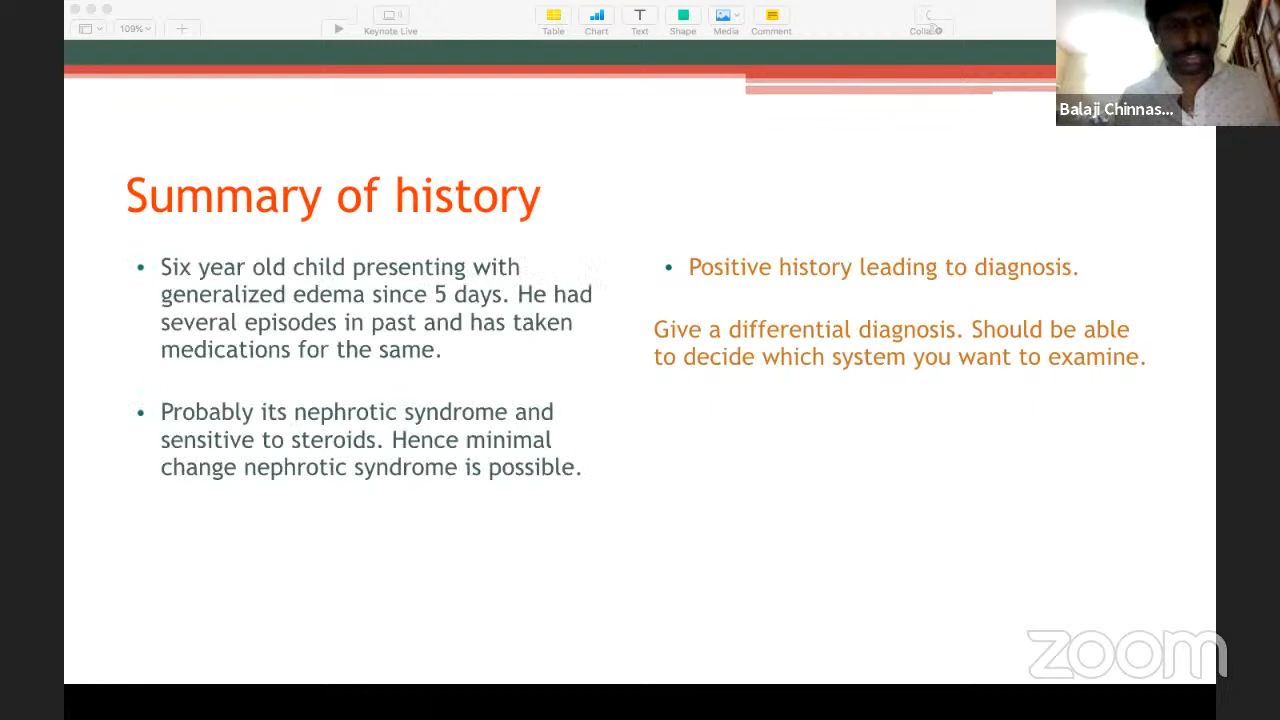 109%
Keynote Live
Table
Chart
Text
Shape
Media
Comment
Balaji Chinnas...
Summary of history
• Six year old child presenting with
generalized edema since 5 days. He had
several episodes in past and has taken
medications for the same.
• Probably its nephrotic syndrome and
sensitive to steroids. Hence minimal
change nephrotic syndrome is possible.
• Positive history leading to diagnosis.
Give a differential diagnosis. Should be able
to decide which system you want to examine.
zoom